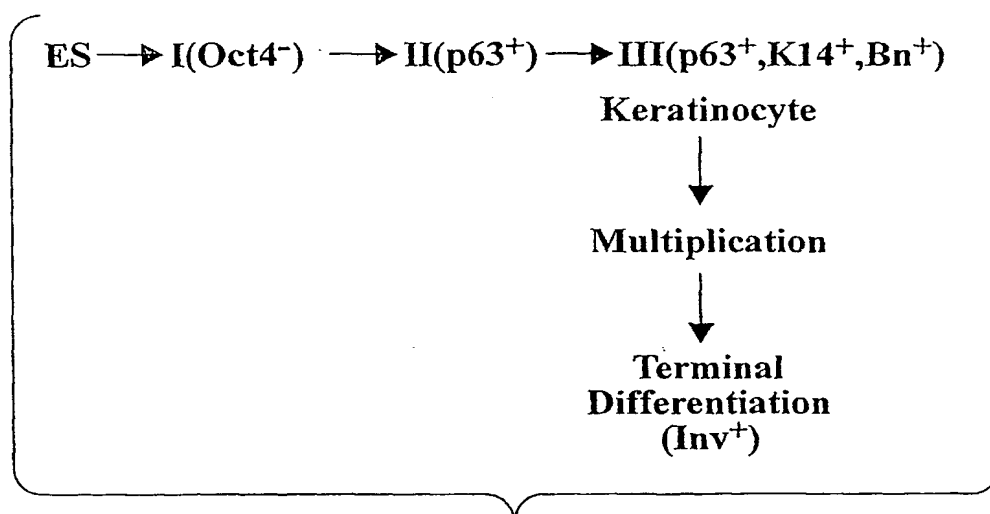 ES → I(Oct4⁻) → II(p63⁺) → III(p63⁺,K14⁺,Bn⁺)
Keratinocyte
Multiplication
Terminal
Differentiation
(Inv⁺)